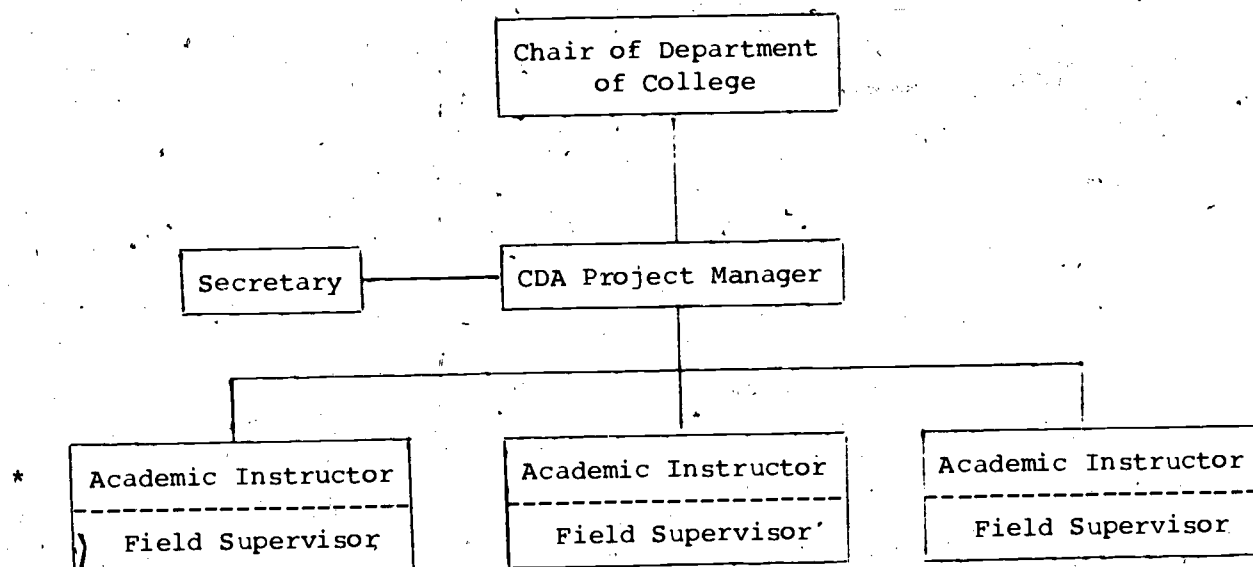 Chair of Department
of College
Secretary
CDA Project Manager
*
Academic Instructor
Field Supervisor
Academic Instructor
Field Supervisor
Academic Instructor
Field Supervisor